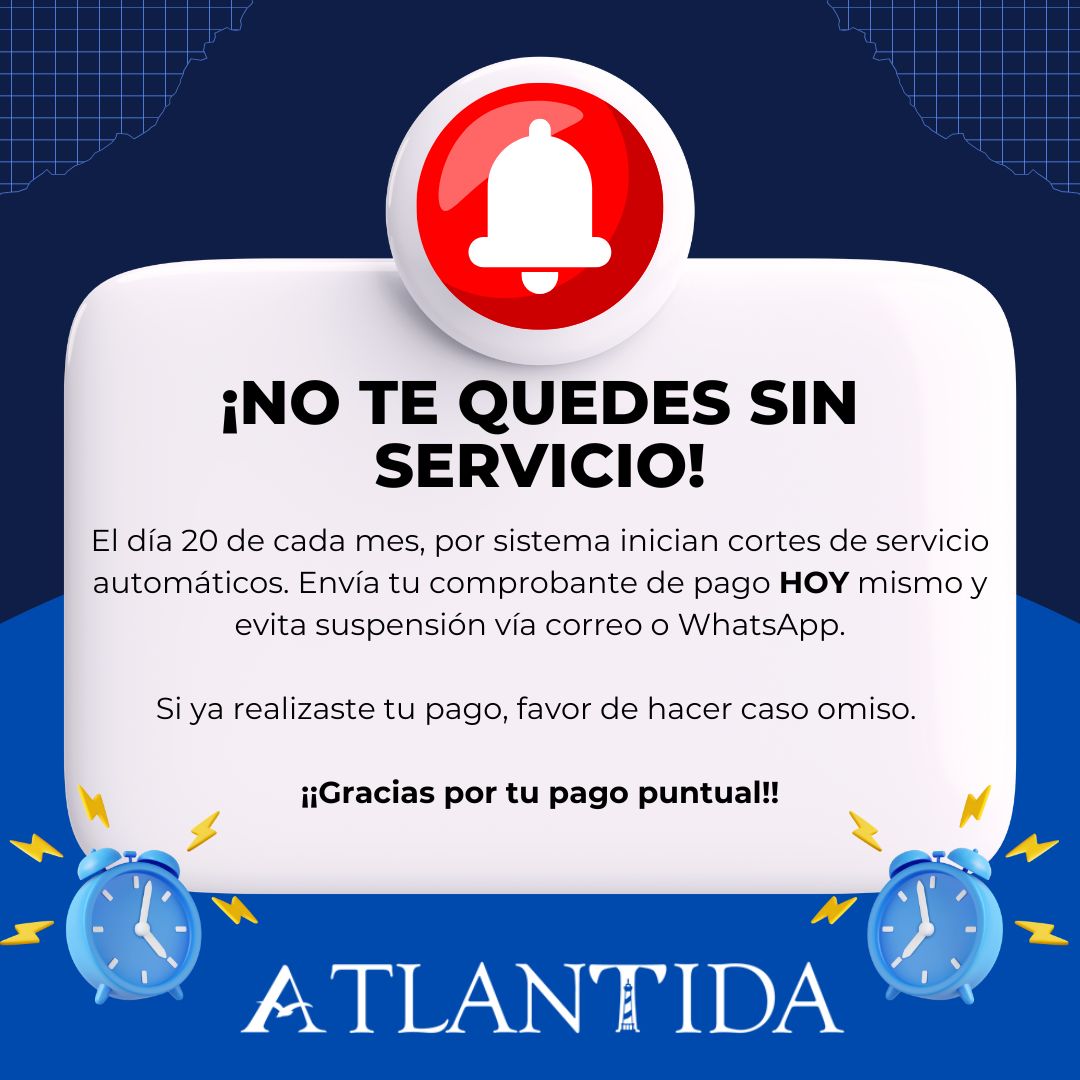 ¡NO TE QUEDES SIN
SERVICIO!
El día 20 de cada mes, por sistema inician cortes de servicio
automáticos. Envía tu comprobante de pago HOY mismo y
evita suspensión vía correo o WhatsApp.
Si ya realizaste tu pago, favor de hacer caso omiso.
¡¡Gracias por tu pago puntual!!
ATLANTIDA